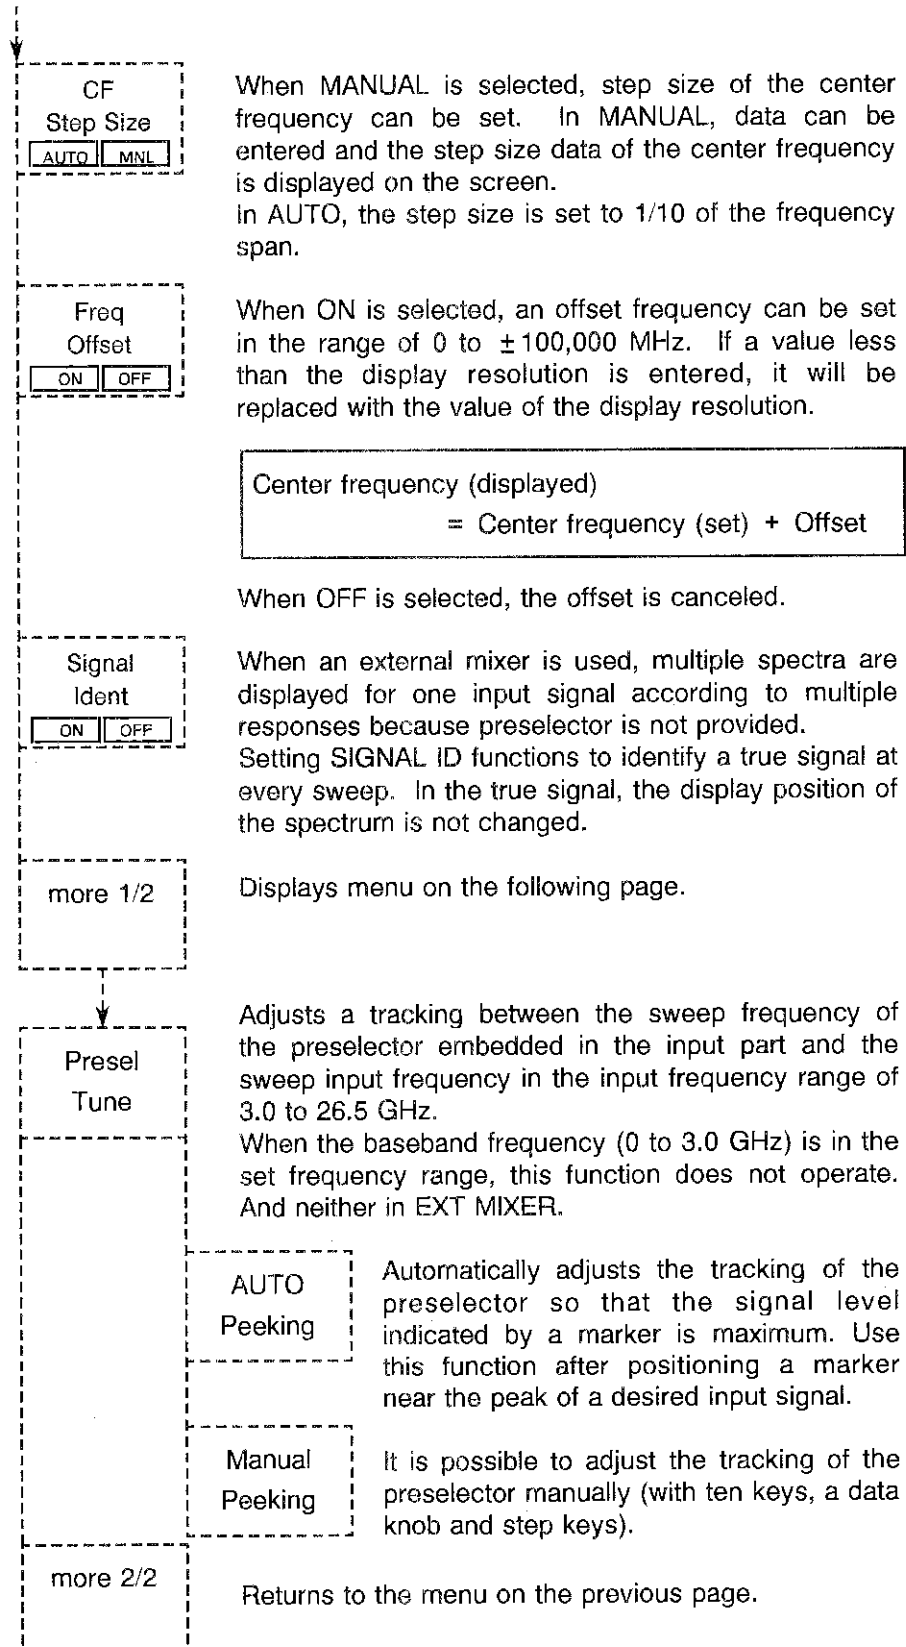 CF
Step Size
AUTO MNL
When MANUAL is selected, step size of the center
frequency can be set. In MANUAL, data can be
entered and the step size data of the center frequency
is displayed on the screen.
In AUTO, the step size is set to 1/10 of the frequency
span.
Freq
Offset
ON OFF
When ON is selected, an offset frequency can be set
in the range of 0 to ±100,000 MHz. If a value less
than the display resolution is entered, it will be
replaced with the value of the display resolution.
Center frequency (displayed)
= Center frequency (set) + Offset
When OFF is selected, the offset is canceled.
Signal
Ident
ON OFF
When an external mixer is used, multiple spectra are
displayed for one input signal according to multiple
responses because preselector is not provided.
Setting SIGNAL ID functions to identify a true signal at
every sweep. In the true signal, the display position of
the spectrum is not changed.
more 1/2
Displays menu on the following page.
Presel
Tune
Adjusts a tracking between the sweep frequency of
the preselector embedded in the input part and the
sweep input frequency in the input frequency range of
3.0 to 26.5 GHz.
When the baseband frequency (0 to 3.0 GHz) is in the
set frequency range, this function does not operate.
And neither in EXT MIXER.
AUTO
Peeking
Automatically adjusts the tracking of the
preselector so that the signal level
indicated by a marker is maximum. Use
this function after positioning a marker
near the peak of a desired input signal.
Manual
Peeking
It is possible to adjust the tracking of the
preselector manually (with ten keys, a data
knob and step keys).
more 2/2
Returns to the menu on the previous page.